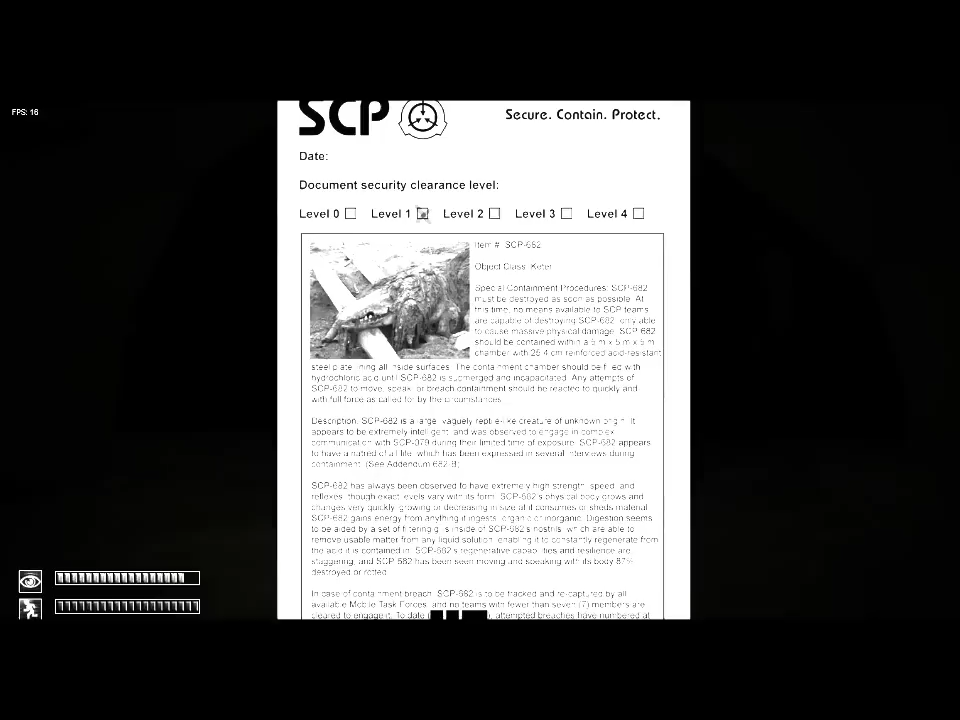 FPS: 16
SCP
Secure. Contain. Protect.
Date:
Document security clearance level:
Level 0 Level 1 Level 2 Level 3 Level 4
Item #: SCP-682
Object Class: Keter
Special Containment Procedures: SCP-682
must be destroyed as soon as possible. At
this time, no means available to SCP teams
are capable of destroying SCP-682, only able
to cause massive physical damage. SCP-682
should be contained within a 5 m x 5 m x 5 m
chamber with 25.4 cm reinforced acid-resistant
steel plate lining all inside surfaces. The containment chamber should be filled with
hydrochloric acid until SCP-682 is submerged and incapacitated. Any attempts of
SCP-682 to move, speak, or breach containment should be reacted to quickly and
with full force as called for by the circumstances.
Description: SCP-682 is a large, vaguely reptile-like creature of unknown origin. It
appears to be extremely intelligent, and was observed to engage in complex
communication with SCP-079 during their limited time of exposure. SCP-682 appears
to have a hatred of all life, which has been expressed in several interviews during
containment. (See Addendum 682-B)
SCP-682 has always been observed to have extremely high strength, speed, and
reflexes, though exact levels vary with its form. SCP-682's physical body grows and
changes very quickly, growing or decreasing in size as it consumes or sheds material.
SCP-682 gains energy from anything it ingests, organic or inorganic. Digestion seems
to be aided by a set of filtering gills inside of SCP-682's nostrils, which are able to
remove usable matter from any liquid solution, enabling it to constantly regenerate from
the acid it is contained in. SCP-682's regenerative capabilities and resilience are
staggering, and SCP-682 has been seen moving and speaking with its body 87%
destroyed or rotted.
In case of containment breach, SCP-682 is to be tracked and re-captured by all
available Mobile Task Forces, and no teams with fewer than seven (7) members are
cleared to engage it. To date ( ), attempted breaches have numbered at